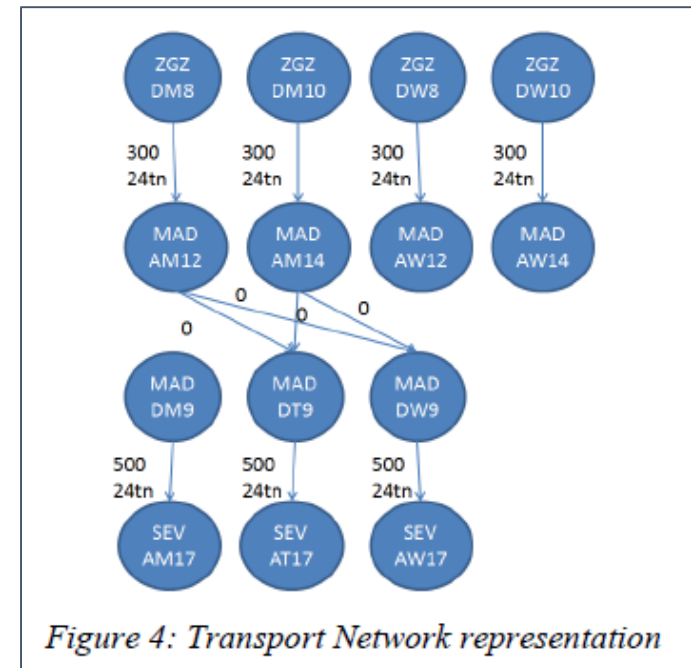 ZGZ
DM8
ZGZ
DM10
ZGZ
DW8
ZGZ
DW10
300
24tn
300
24tn
300
24tn
300
24tn
MAD
AM12
MAD
AM14
MAD
AW12
MAD
AW14
0
0
0
0
MAD
DM9
MAD
DT9
MAD
DW9
500
24tn
500
24tn
500
24tn
SEV
AM17
SEV
AT17
SEV
AW17
Figure 4: Transport Network representation